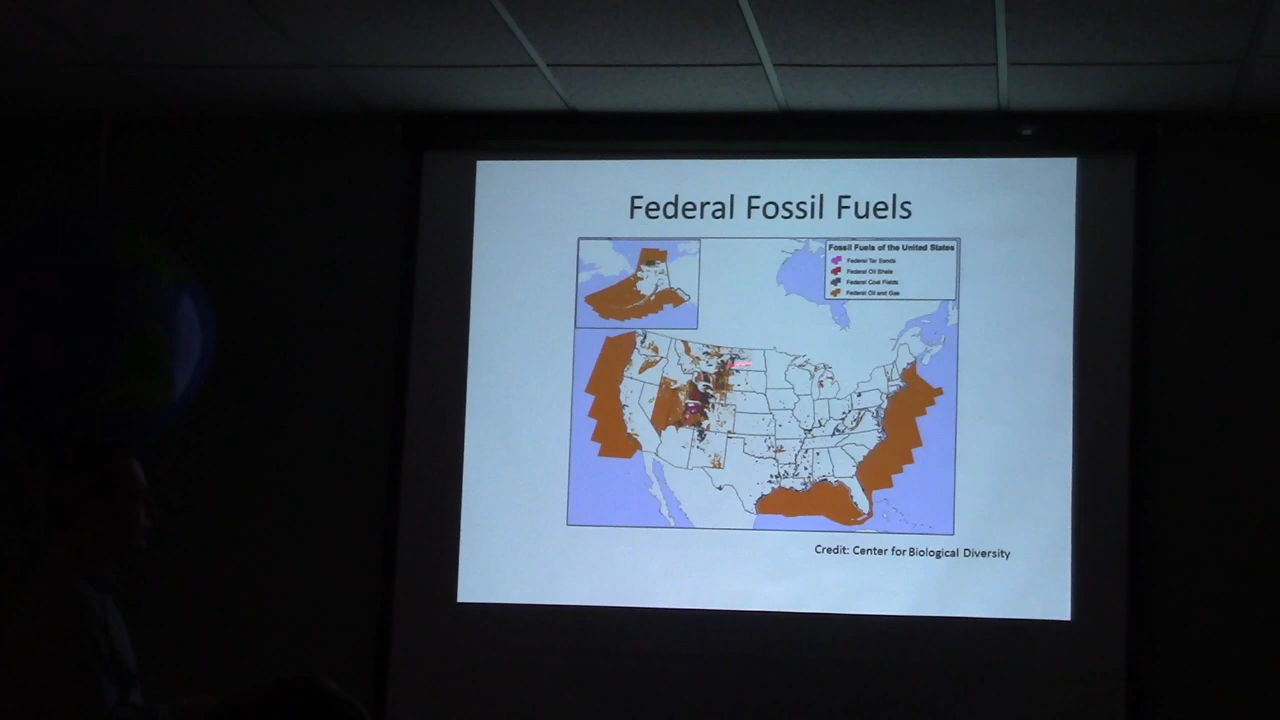 Federal Fossil Fuels
Fossil Fuels of the United States
Federal Tar Sands
Federal Oil Shale
Federal Coal Fields
Federal Oil and Gas
Credit: Center for Biological Diversity